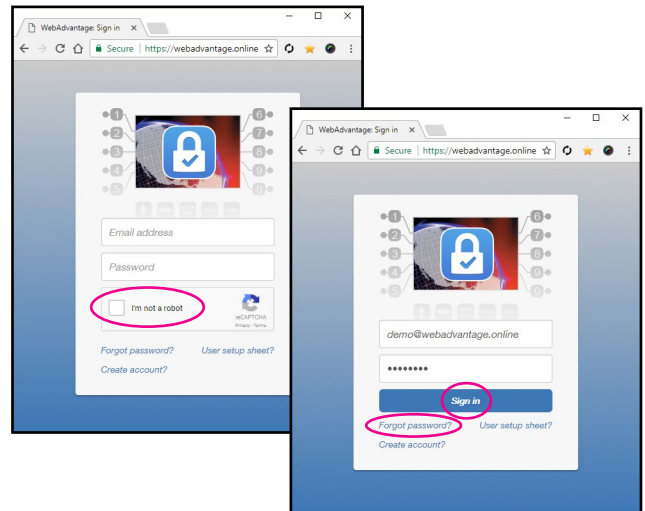 WebAdvantage: Sign in
Secure | https://webadvantage.online
1 6
2 7
3 8
4 9
5 0
Email address
Password
I'm not a robot
reCAPTCHA
Privacy - Terms
Forgot password? User setup sheet?
Create account?
WebAdvantage: Sign in
Secure | https://webadvantage.online
1 6
2 7
3 8
4 9
5 0
demo@webadvantage.online
Sign in
Forgot password? User setup sheet?
Create account?